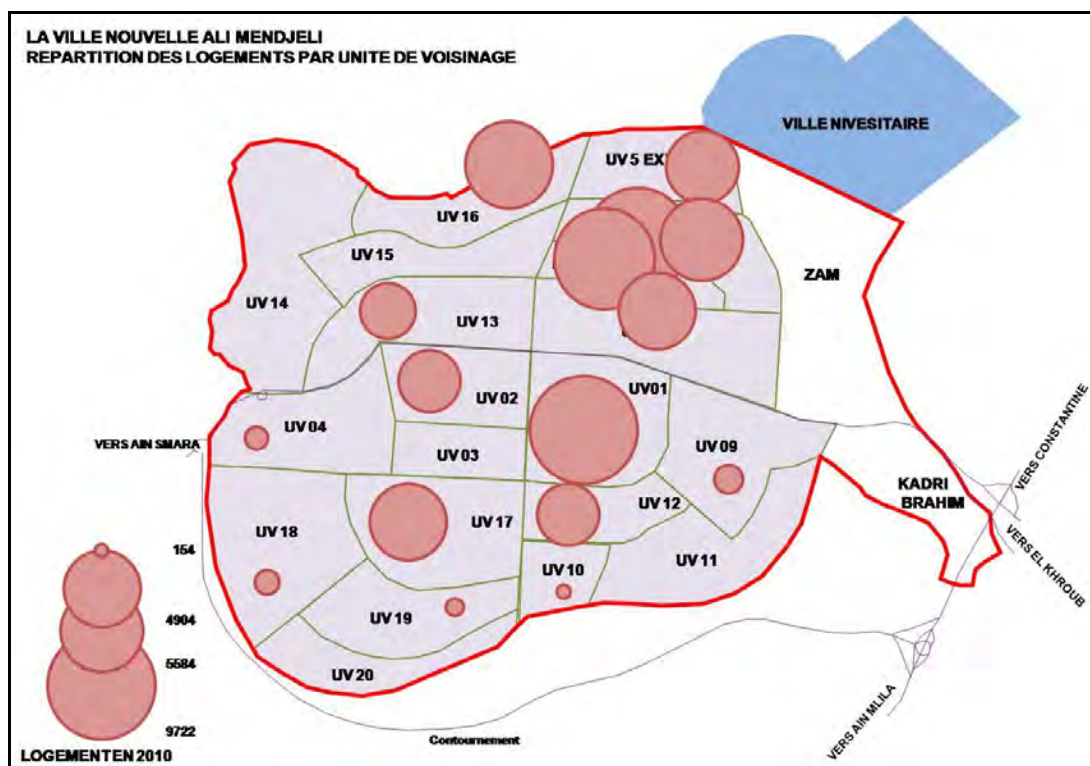 LA VILLE NOUVELLE ALI MENDJELI
REPARTITION DES LOGEMENTS PAR UNITE DE VOISINAGE
VILLE NIVESITAIRE
UV 5 EX
UV 16
UV 15
ZAM
UV 14
UV 13
UV01
UV 02
UV 04
VERS AIN SMARA
UV 03
UV 09
VERS CONSTANTINE
KADRI
BRAHIM
UV 12
UV 17
UV 18
VERS EL KHROUB
UV 11
UV 10
UV 19
UV 20
VERS AIN MLILA
Contournement
154
4904
5584
9722
LOGEMENTEN 2010